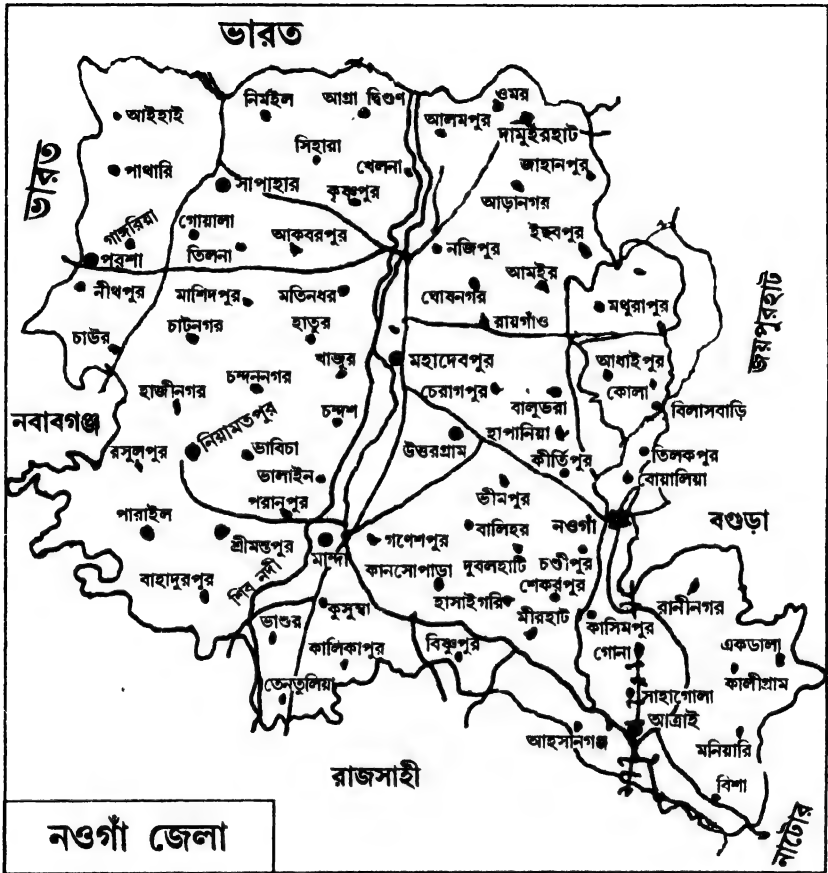 ভারত
ভারত
নির্মইল
আগ্রা দ্বিগুণ
ওমর
আইহাই
আলমপুর
দামুইরহাট
সিহারা
জাহানপুর
পাথারি
খেলনা
সাপাহার
কৃষ্ণপুর
আড়ানগর
গাঙ্গুরিয়া
গোয়ালা
আকবরপুর
নজিপুর
ইছবপুর
পরশা
তিলনা
নীথপুর
মাশিদপুর
মতিনধর
ঘোষনগর
আমইর
মথুরাপুর
জয়পুরহাট
চাউর
চাটনগর
হাতুর
রায়গাঁও
খাজুর
মহাদেবপুর
আধাইপুর
কোলা
হাজীনগর
চন্দননগর
চেরাগপুর
বালুভরা
বিলাসবাড়ি
নবাবগঞ্জ
চন্দশ
হাপানিয়া
নিয়ামতপুর
উত্তরগ্রাম
রসুলপুর
ভাবিচা
কীর্তিপুর
তিলকপুর
ভালাইন
বোয়ালিয়া
পরানপুর
ভীমপুর
পারাইল
শ্রীমন্তপুর
মান্দা
গণেশপুর
বালিহর
নওগাঁ
বগুড়া
শিব নদী
কানসোপাড়া
দুবলহাটি
চণ্ডীপুর
বাহাদুরপুর
শেকরপুর
রানীনগর
কুসুম্বা
হাসাইগরি
ভাশুর
মীরহাট
কাসিমপুর
কালিকাপুর
বিষ্ণুপুর
গোনা
একডালা
কালীগ্রাম
তেনতুলিয়া
সাহাগোলা
আহসানগঞ্জ
আত্রাই
মনিয়ারি
রাজসাহী
বিশা
নাটোর
নওগাঁ জেলা